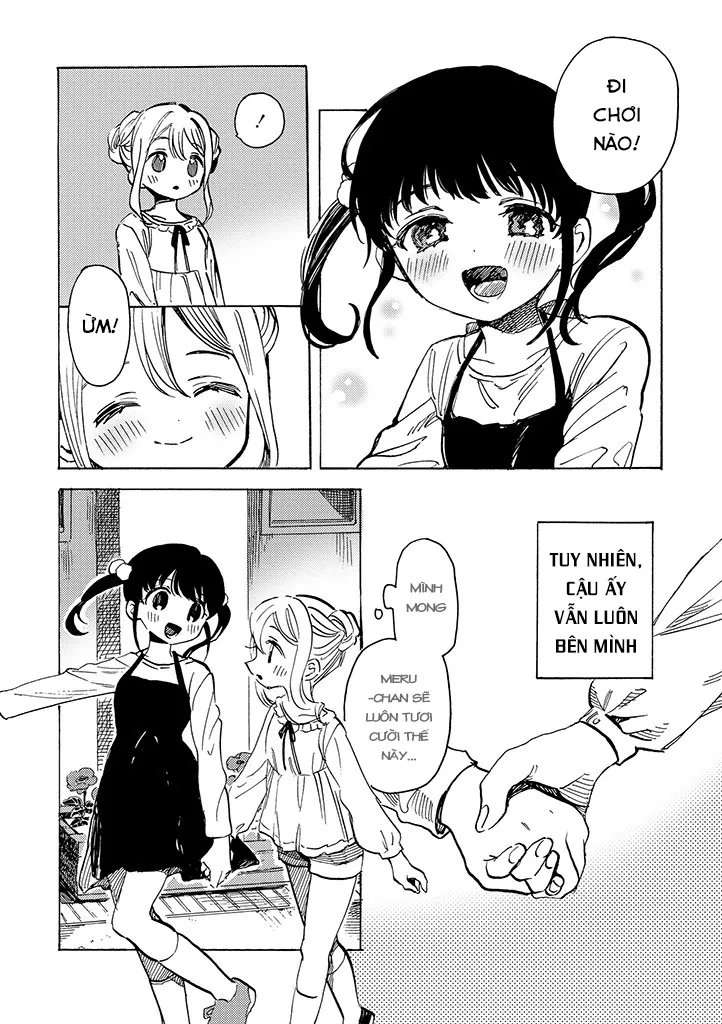 ĐI
CHƠI
NÀO!
!
ỪM!
TUY NHIÊN,
CẬU ẤY
VẪN LUÔN
BÊN MÌNH
MÌNH
MONG
MERU
-CHAN SẼ
LUÔN TƯƠI
CƯỜI THẾ
NÀY...